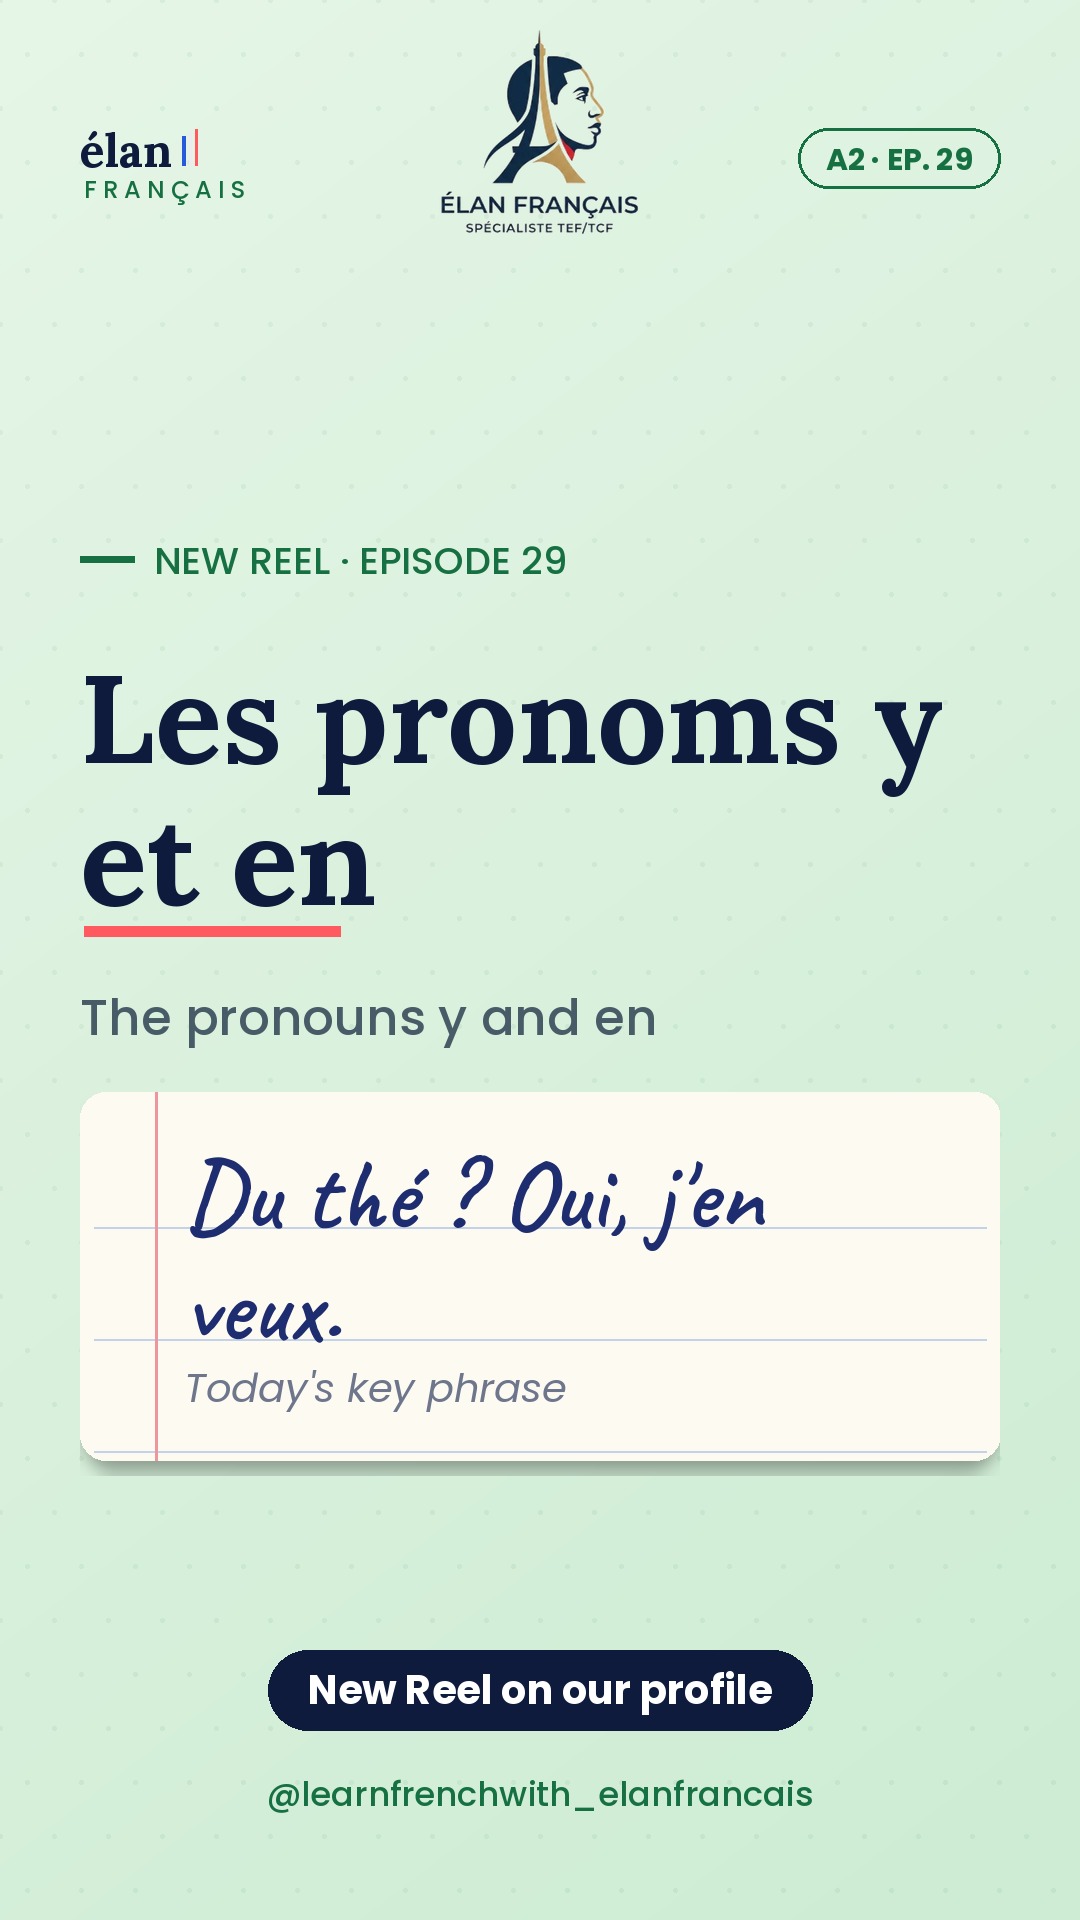 élan
FRANÇAIS
ÉLAN FRANÇAIS
SPÉCIALISTE TEF/TCF
A2 · EP. 29
NEW REEL · EPISODE 29
Les pronoms y
et en
The pronouns y and en
Du thé ? Oui, j'en
veux.
Today's key phrase
New Reel on our profile
@learnfrenchwith_elanfrancais